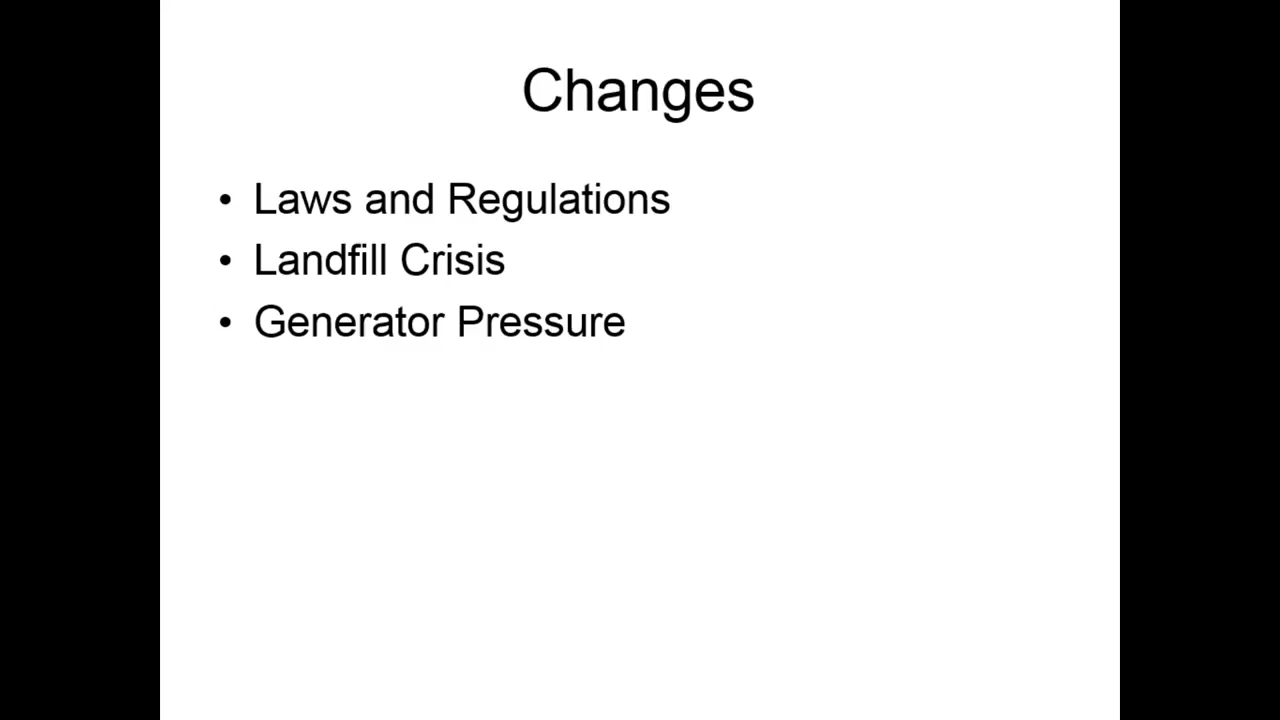 Changes
• Laws and Regulations
• Landfill Crisis
• Generator Pressure